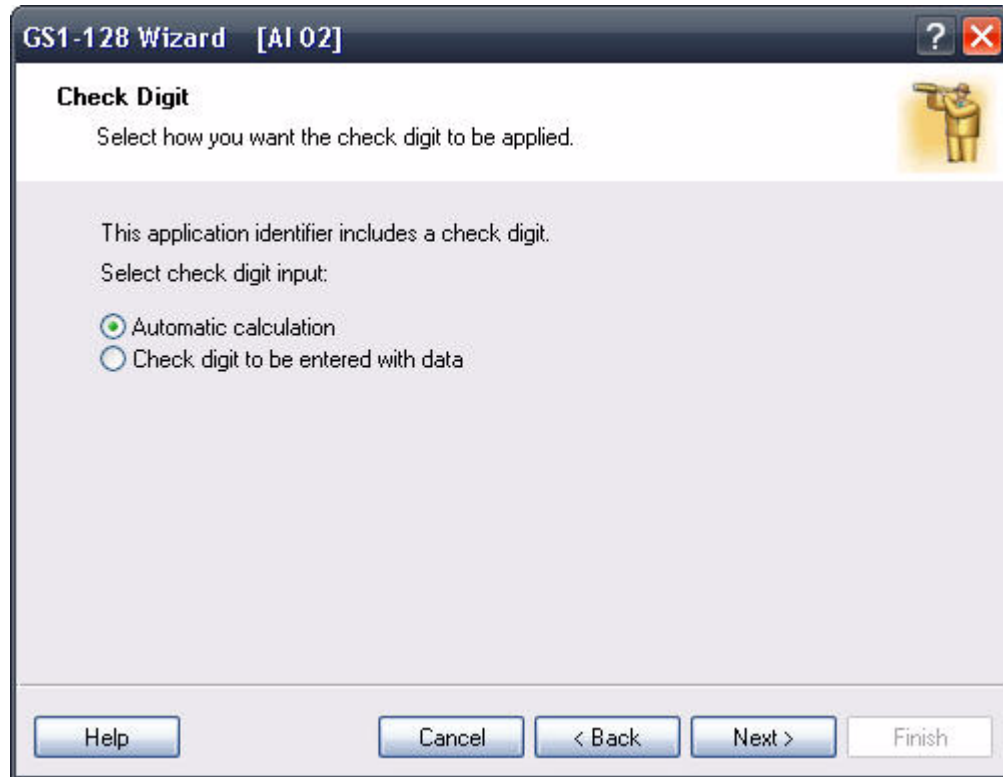 GS1-128 Wizard [AI 02]
?
Check Digit
Select how you want the check digit to be applied.
This application identifier includes a check digit.
Select check digit input:
Automatic calculation
Check digit to be entered with data
Help
Cancel
< Back
Next >
Finish